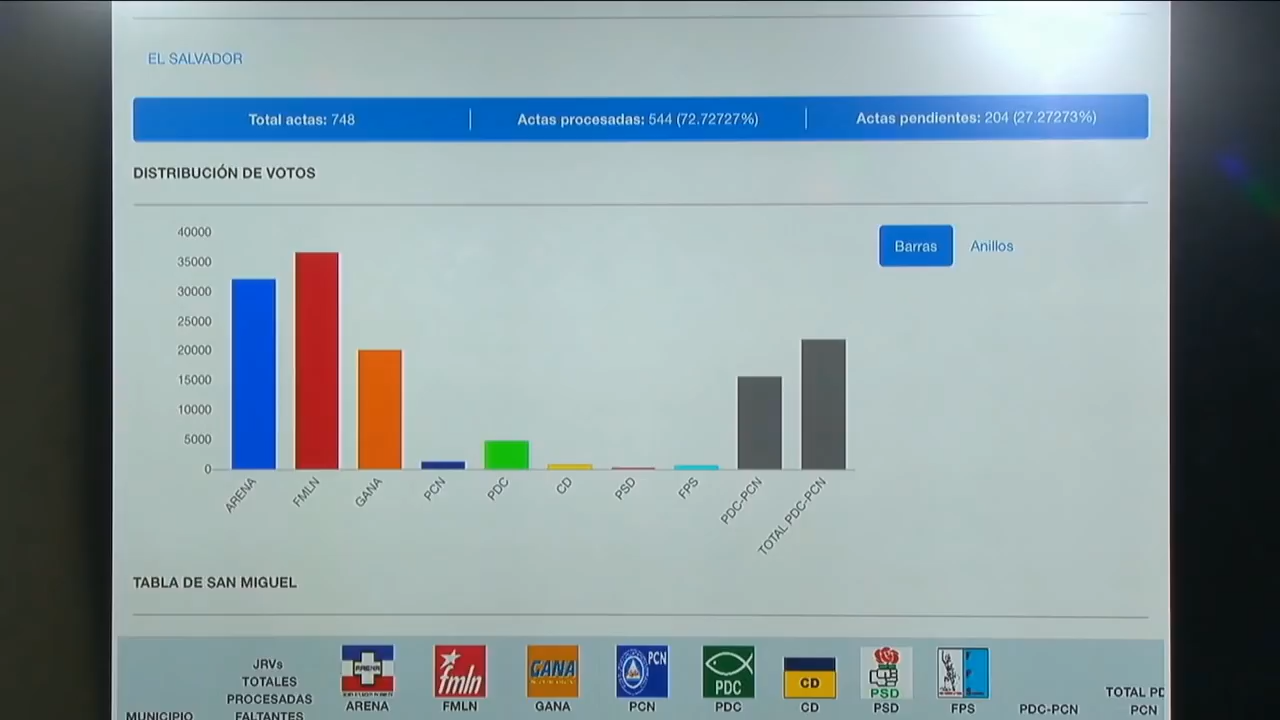 EL SALVADOR
Total actas: 748
Actas procesadas: 544 (72.72727%)
Actas pendientes: 204 (27.27273%)
DISTRIBUCIÓN DE VOTOS
40000
35000
30000
25000
20000
15000
10000
5000
0
Barras
Anillos
ARENA
FMLN
GANA
PCN
PDC
CD
PSD
FPS
PDC-PCN
TOTAL PDC-PCN
TABLA DE SAN MIGUEL
MUNICIPIO
JRVs
TOTALES
PROCESADAS
FALTANTES
ARENA
ARENA
fmln
FMLN
GANA
GANA
PCN
PCN
PDC
PDC
CD
CD
PSD
PSD
FPS
PDC-PCN
TOTAL PD
PCN